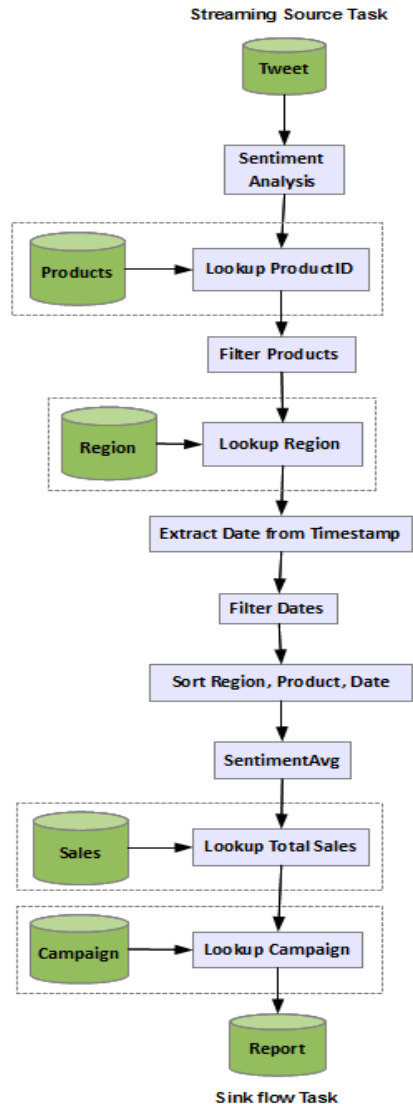 Streaming Source Task
Tweet
Sentiment
Analysis
Products
Lookup ProductID
Filter Products
Region
Lookup Region
Extract Date from Timestamp
Filter Dates
Sort Region, Product, Date
SentimentAvg
Sales
Lookup Total Sales
Campaign
Lookup Campaign
Report
Sink flow Task